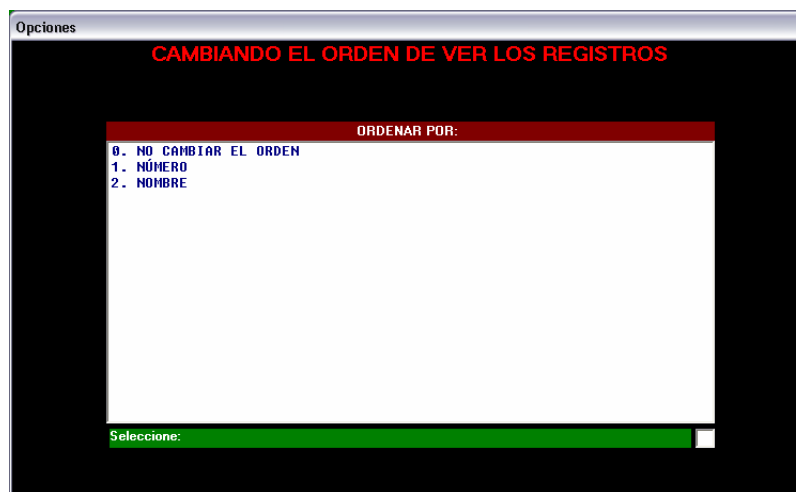 Opciones
CAMBIANDO EL ORDEN DE VER LOS REGISTROS
ORDENAR POR:
0. NO CAMBIAR EL ORDEN
1. NÚMERO
2. NOMBRE
Seleccione: